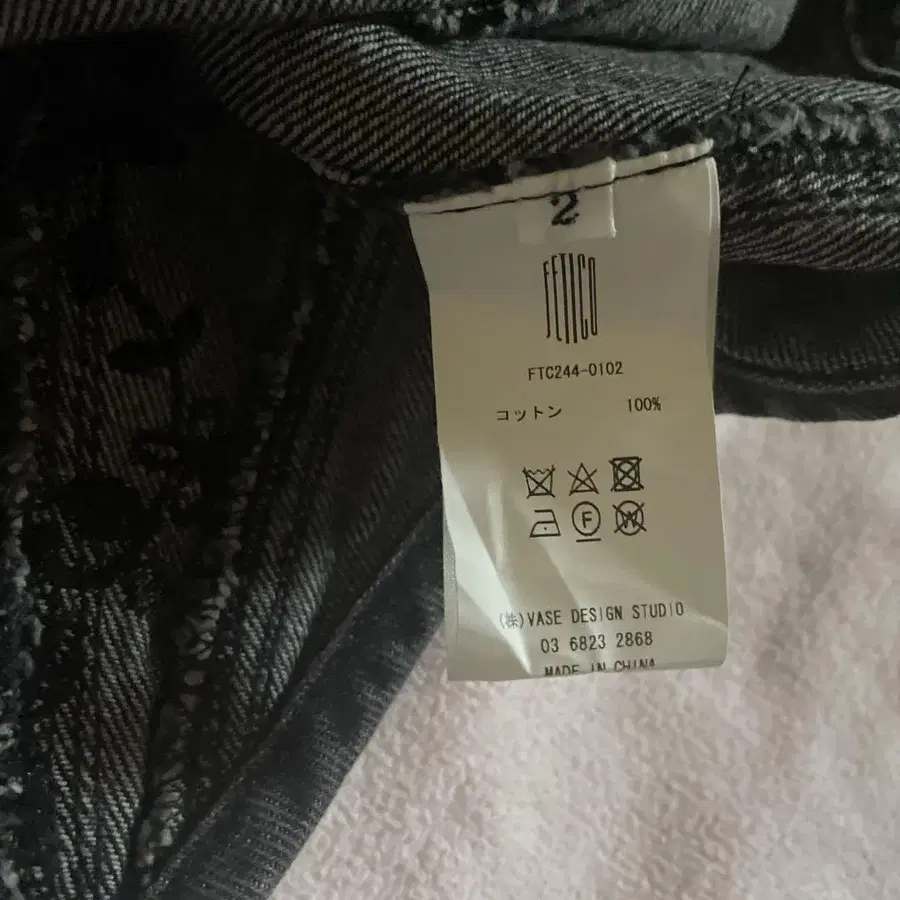 2
FETICO
FTC244-0102
コットン 100%
F
W
(株)VASE DESIGN STUDIO
03 6823 2868
MADE IN CHINA